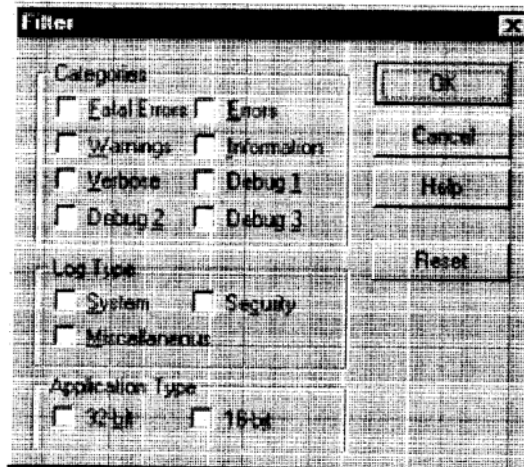 Filter
Categories
Fatal Errors Errors
Warnings Information
Verbose Debug 1
Debug 2 Debug 3
OK
Cancel
Help
Reset
Log Type
System Security
Miscellaneous
Application Type
32-bit 16-bit